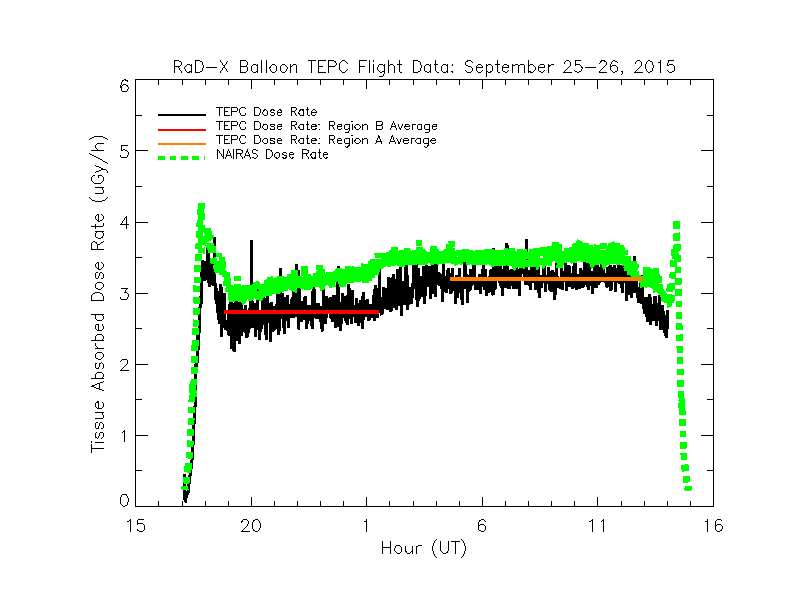 RaD-X Balloon TEPC Flight Data: September 25-26, 2015
TEPC Dose Rate
TEPC Dose Rate: Region B Average
TEPC Dose Rate: Region A Average
NAIRAS Dose Rate
Tissue Absorbed Dose Rate (uGy/h)
6
5
4
3
2
1
0
15 20 1 6 11 16
Hour (UT)